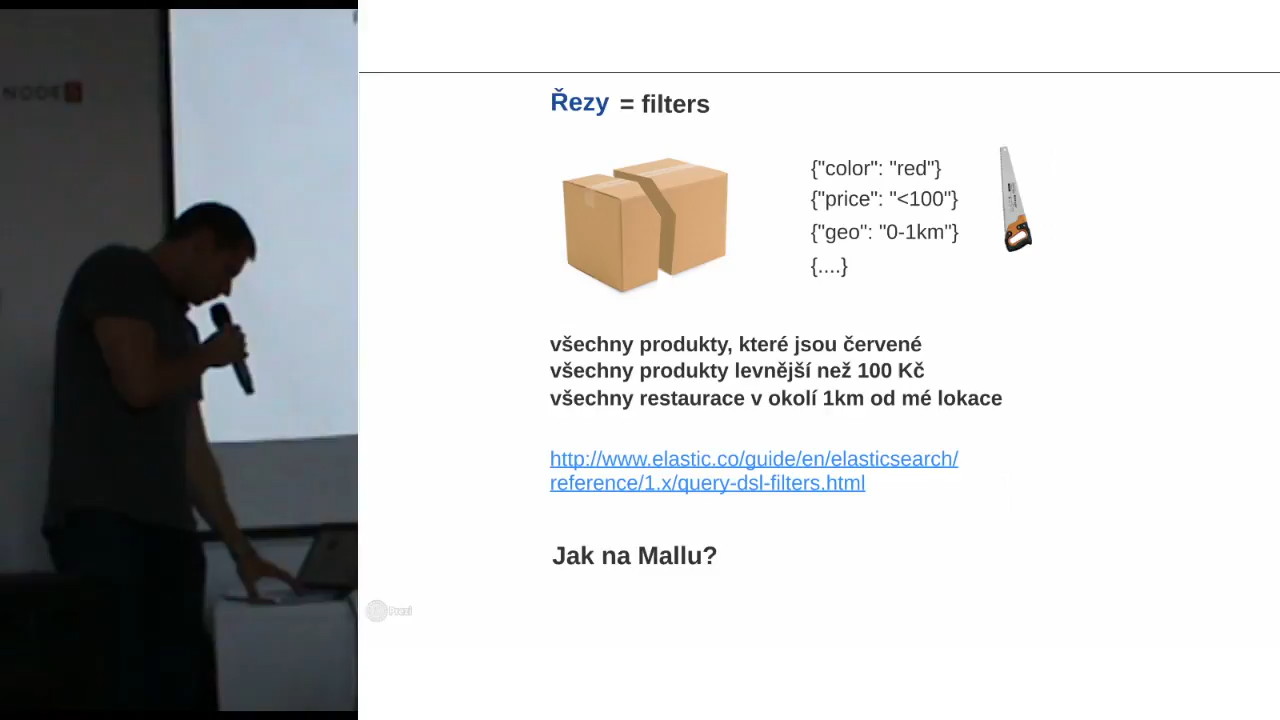 NODE5
Řezy = filters
{"color": "red"}
{"price": "<100"}
{"geo": "0-1km"}
{....}
všechny produkty, které jsou červené
všechny produkty levnější než 100 Kč
všechny restaurace v okolí 1km od mé lokace
http://www.elastic.co/guide/en/elasticsearch/
reference/1.x/query-dsl-filters.html
Jak na Mallu?
Prezi